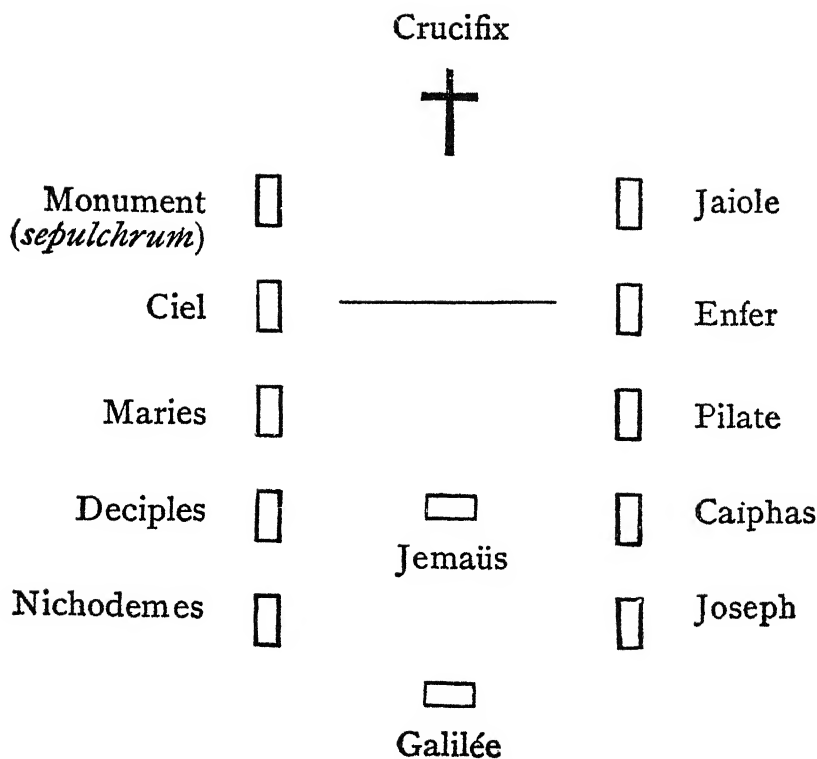 Crucifix
Monument
(sepulchrum)
Jaiole
Ciel
Enfer
Maries
Pilate
Deciples
Caiphas
Jemaüs
Nichodemes
Joseph
Galilée